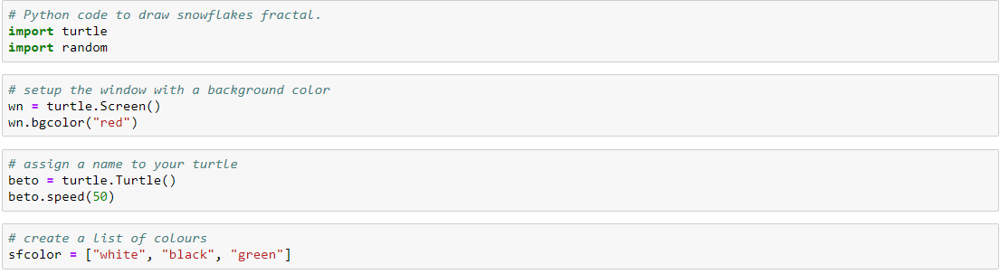 # Python code to draw snowflakes fractal.
import turtle
import random
# setup the window with a background color
wn = turtle.Screen()
wn.bgcolor("red")
# assign a name to your turtle
beto = turtle.Turtle()
beto.speed(50)
# create a list of colours
sfcolor = ["white", "black", "green"]